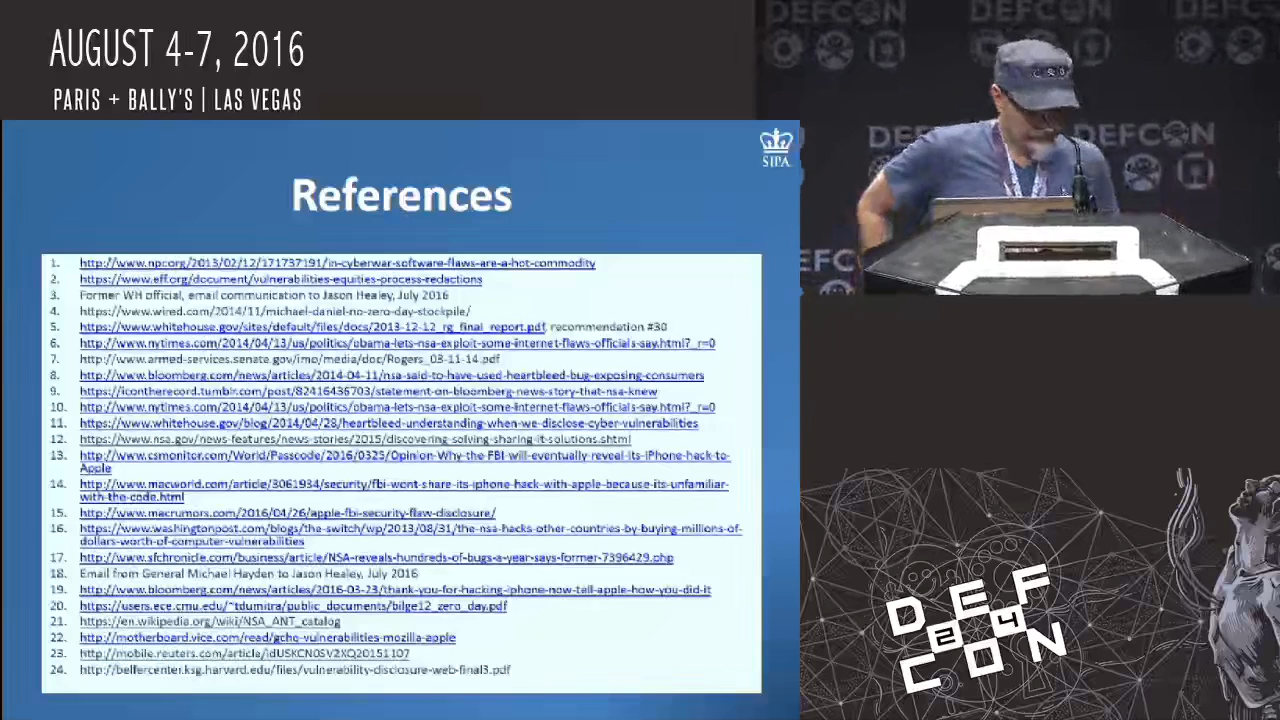 AUGUST 4-7, 2016
PARIS + BALLY'S | LAS VEGAS
DEFCON
DEFCON
DEFCON
DEFCON
DEFCON
SIPA
References
1. http://www.npr.org/2013/02/12/171737191/in-cyberwar-software-flaws-are-a-hot-commodity
2. https://www.eff.org/document/vulnerabilities-equities-process-redactions
3. Former WH official, email communication to Jason Healey, July 2016
4. https://www.wired.com/2014/11/michael-daniel-no-zero-day-stockpile/
5. https://www.whitehouse.gov/sites/default/files/docs/2013-12-12_rg_final_report.pdf, recommendation #30
6. http://www.nytimes.com/2014/04/13/us/politics/obama-lets-nsa-exploit-some-internet-flaws-officials-say.html?_r=0
7. http://www.armed-services.senate.gov/imo/media/doc/Rogers_03-11-14.pdf
8. http://www.bloomberg.com/news/articles/2014-04-11/nsa-said-to-have-used-heartbleed-bug-exposing-consumers
9. https://icontherecord.tumblr.com/post/82416436703/statement-on-bloomberg-news-story-that-nsa-knew
10. http://www.nytimes.com/2014/04/13/us/politics/obama-lets-nsa-exploit-some-internet-flaws-officials-say.html?_r=0
11. https://www.whitehouse.gov/blog/2014/04/28/heartbleed-understanding-when-we-disclose-cyber-vulnerabilities
12. https://www.nsa.gov/news-features/news-stories/2015/discovering-solving-sharing-it-solutions.shtml
13. http://www.csmonitor.com/World/Passcode/2016/0325/Opinion-Why-the-FBI-will-eventually-reveal-its-iPhone-hack-to-
Apple
14. http://www.macworld.com/article/3061934/security/fbi-wont-share-its-iphone-hack-with-apple-because-its-unfamiliar-
with-the-code.html
15. http://www.macrumors.com/2016/04/26/apple-fbi-security-flaw-disclosure/
16. https://www.washingtonpost.com/blogs/the-switch/wp/2013/08/31/the-nsa-hacks-other-countries-by-buying-millions-of-
dollars-worth-of-computer-vulnerabilities
17. http://www.sfchronicle.com/business/article/NSA-reveals-hundreds-of-bugs-a-year-says-former-7396429.php
18. Email from General Michael Hayden to Jason Healey, July 2016
19. http://www.bloomberg.com/news/articles/2016-03-23/thank-you-for-hacking-iphone-now-tell-apple-how-you-did-it
20. https://users.ece.cmu.edu/~tdumitra/public_documents/bilge12_zero_day.pdf
21. https://en.wikipedia.org/wiki/NSA_ANT_catalog
22. http://motherboard.vice.com/read/gchq-vulnerabilities-mozilla-apple
23. http://mobile.reuters.com/article/idUSKCN0SV2XQ20151107
24. http://belfercenter.ksg.harvard.edu/files/vulnerability-disclosure-web-final3.pdf
DEF
24
CON